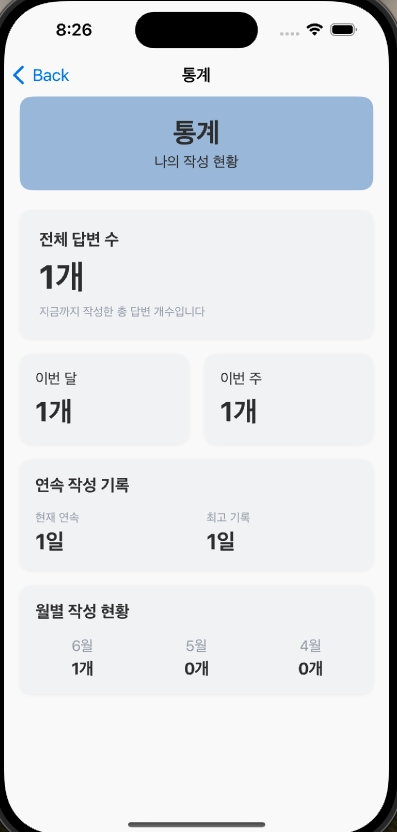 8:26
Back
통계
통계
나의 작성 현황
전체 답변 수
1개
지금까지 작성한 총 답변 개수입니다
이번 달
이번 주
1개
1개
연속 작성 기록
현재 연속
최고 기록
1일
1일
월별 작성 현황
6월
5월
4월
1개
0개
0개